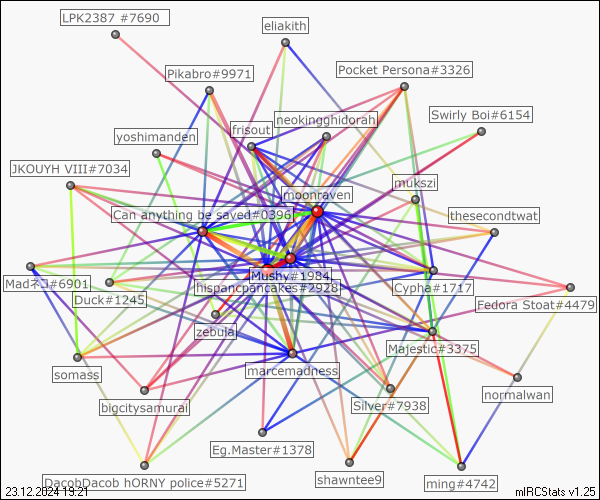 LPK2387 #7690
eliakith
Pikabro#9971
Pocket Persona#3326
neokingghidorah
Swirly Boi#6154
frisout
yoshimanden
JKOUYH VIII#7034
moonraven
mukszi
Can anything be saved#0396
thesecondtwat
Mushy#1984
MadネJ#6901
hispancpancakes#2928
Cypha#1717
Duck#1245
Fedora Stoat#4479
zebuja
Majestic#3375
somass
marcemadness
normalwan
bigcitysamurai
Silver#7938
Eg.Master#1378
shawntee9
DacobDacob hORNY police#5271
ming#4742
23.12.2024 19:21
mIRCStats v1.25